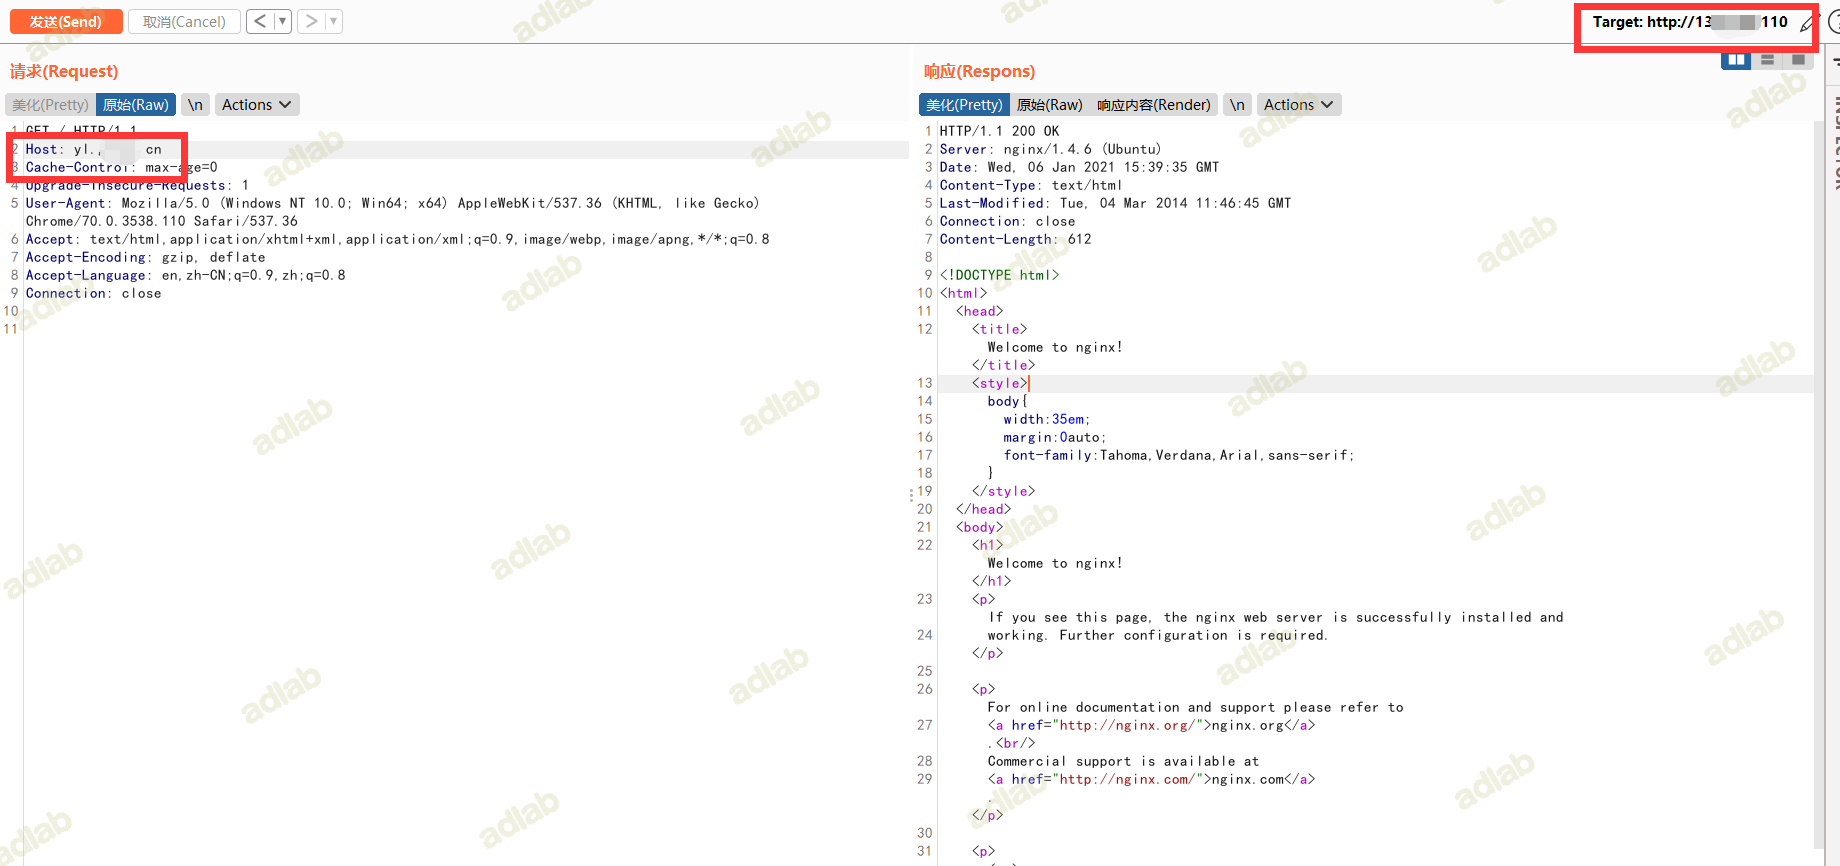 发送(Send) 取消(Cancel) < ▼ > ▼
Target: http://13 110
请求(Request)
美化(Pretty) 原始(Raw) \n Actions
1 GET / HTTP/1.1
2 Host: yl. cn
3 Cache-Control: max-age=0
4 Upgrade-Insecure-Requests: 1
5 User-Agent: Mozilla/5.0 (Windows NT 10.0; Win64; x64) AppleWebKit/537.36 (KHTML, like Gecko)
Chrome/70.0.3538.110 Safari/537.36
6 Accept: text/html,application/xhtml+xml,application/xml;q=0.9,image/webp,image/apng,*/*;q=0.8
7 Accept-Encoding: gzip, deflate
8 Accept-Language: en,zh-CN;q=0.9,zh;q=0.8
9 Connection: close
10
11
响应(Respons)
美化(Pretty) 原始(Raw) 响应内容(Render) \n Actions
1 HTTP/1.1 200 OK
2 Server: nginx/1.4.6 (Ubuntu)
3 Date: Wed, 06 Jan 2021 15:39:35 GMT
4 Content-Type: text/html
5 Last-Modified: Tue, 04 Mar 2014 11:46:45 GMT
6 Connection: close
7 Content-Length: 612
8
9 <!DOCTYPE html>
10 <html>
11 <head>
12 <title>
Welcome to nginx!
</title>
13 <style>
14 body{
15 width:35em;
16 margin:0auto;
17 font-family:Tahoma,Verdana,Arial,sans-serif;
18 }
19 </style>
20 </head>
21 <body>
22 <h1>
Welcome to nginx!
</h1>
23 <p>
If you see this page, the nginx web server is successfully installed and
24 working. Further configuration is required.
</p>
25
26 <p>
For online documentation and support please refer to
27 <a href="http://nginx.org/">nginx.org</a>
.<br/>
28 Commercial support is available at
29 <a href="http://nginx.com/">nginx.com</a>
.
</p>
30
31 <p>
INSPECTOR
adlab